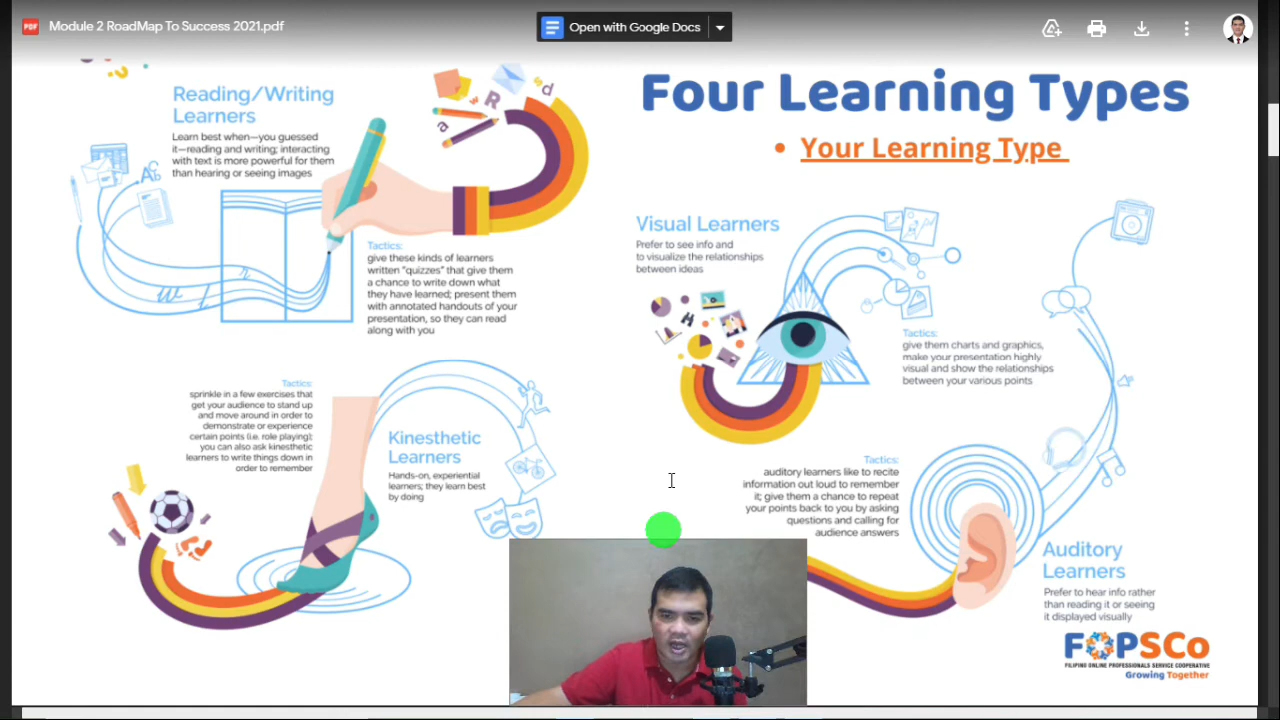 Module 2 RoadMap To Success 2021.pdf
Open with Google Docs
Reading/Writing
Learners
Learn best when—you guessed
it—reading and writing; interacting
with text is more powerful for them
than hearing or seeing images
Tactics:
give these kinds of learners
written "quizzes" that give them
a chance to write down what
they have learned; present them
with annotated handouts of your
presentation, so they can read
along with you
Four Learning Types
• Your Learning Type
Visual Learners
Prefer to see info and
to visualize the relationships
between ideas
Tactics:
give them charts and graphics,
make your presentation highly
visual and show the relationships
between your various points
Tactics:
sprinkle in a few exercises that
get your audience to stand up
and move around in order to
demonstrate or experience
certain points (i.e. role playing);
you can also ask kinesthetic
learners to write things down in
order to remember
Kinesthetic
Learners
Hands-on, experiential
learners; they learn best
by doing
Tactics:
auditory learners like to recite
information out loud to remember
it; give them a chance to repeat
your points back to you by asking
questions and calling for
audience answers
Auditory
Learners
Prefer to hear info rather
than reading it or seeing
it displayed visually
FOPSCo
FILIPINO ONLINE PROFESSIONALS SERVICE COOPERATIVE
Growing Together